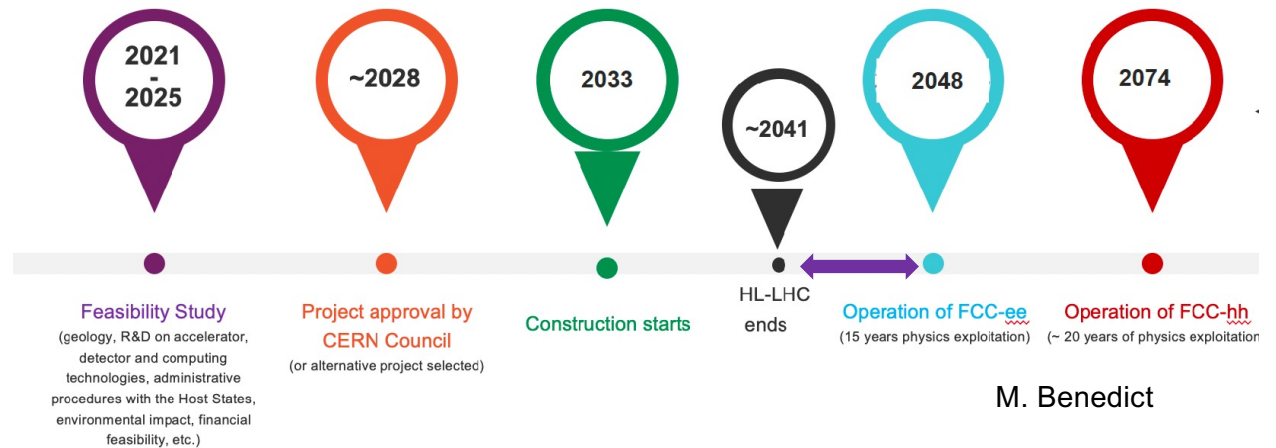 2021
-
2025
~2028
2033
~2041
2048
2074
Feasibility Study
(geology, R&D on accelerator,
detector and computing
technologies, administrative
procedures with the Host States,
environmental impact, financial
feasibility, etc.)
Project approval by
CERN Council
(or alternative project selected)
Construction starts
HL-LHC
ends
Operation of FCC-ee
(15 years physics exploitation)
Operation of FCC-hh
(~ 20 years of physics exploitation
M. Benedict